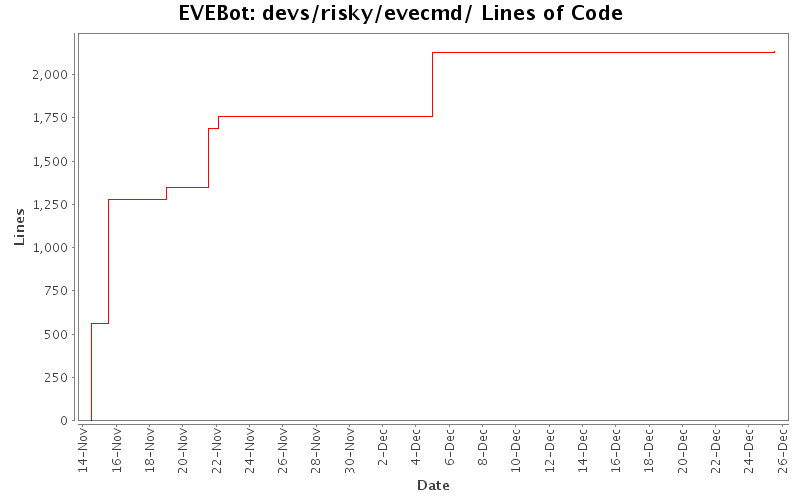 EVEBot: devs/risky/evecmd/ Lines of Code
Lines
2,000
1,750
1,500
1,250
1,000
750
500
250
0
14-Nov
16-Nov
18-Nov
20-Nov
22-Nov
24-Nov
26-Nov
28-Nov
30-Nov
2-Dec
4-Dec
6-Dec
8-Dec
10-Dec
12-Dec
14-Dec
16-Dec
18-Dec
20-Dec
22-Dec
24-Dec
26-Dec
Date